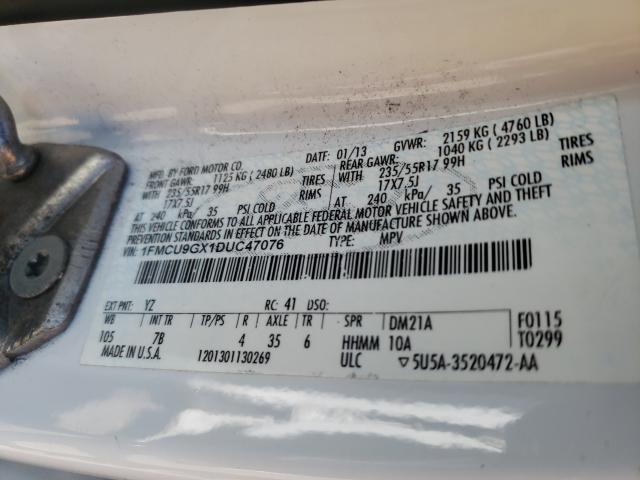 MFD. BY FORD MOTOR CO.
DATE: 01/13 GVWR: 2159 KG ( 4760 LB)
FRONT GAWR: 1125 KG ( 2480 LB) REAR GAWR: 1040 KG ( 2293 LB)
WITH 235/55R17 99H TIRES WITH 235/55R17 99H TIRES
17X7.5J RIMS 17X7.5J RIMS
AT 240 kPa/ 35 PSI COLD AT 240 kPa/ 35 PSI COLD
THIS VEHICLE CONFORMS TO ALL APPLICABLE FEDERAL MOTOR VEHICLE SAFETY AND THEFT
PREVENTION STANDARDS IN EFFECT ON THE DATE OF MANUFACTURE SHOWN ABOVE.
VIN: 1FMCU9GX1DUC47076 TYPE: MPV
EXT PNT: YZ RC: 41 DSO:
WB INT TR TP/PS R AXLE TR SPR DM21A F0115
105 7B 4 35 6 HHMM 10A T0299
MADE IN U.S.A. 1201301130269 ULC 5U5A-3520472-AA